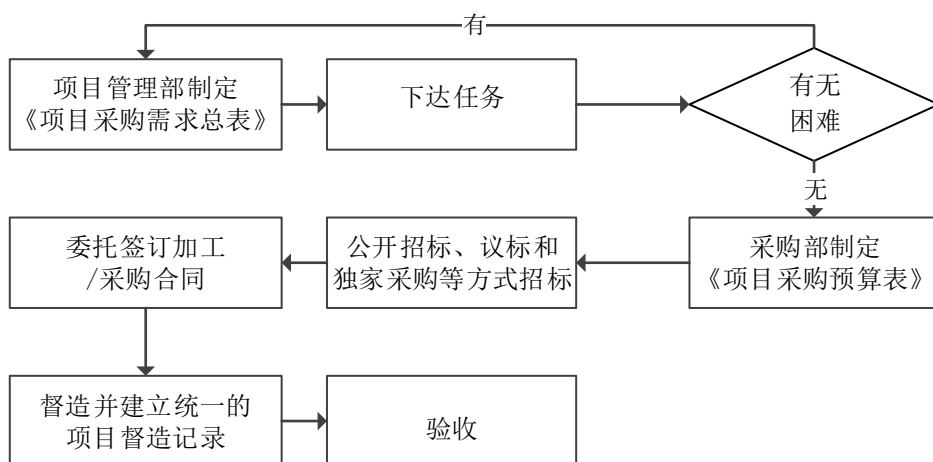 有
项目管理部制定
《项目采购需求总表》
下达任务
有无
困难
无
委托签订加工
/采购合同
公开招标、议标和
独家采购等方式招标
采购部制定
《项目采购预算表》
督造并建立统一的
项目督造记录
验收